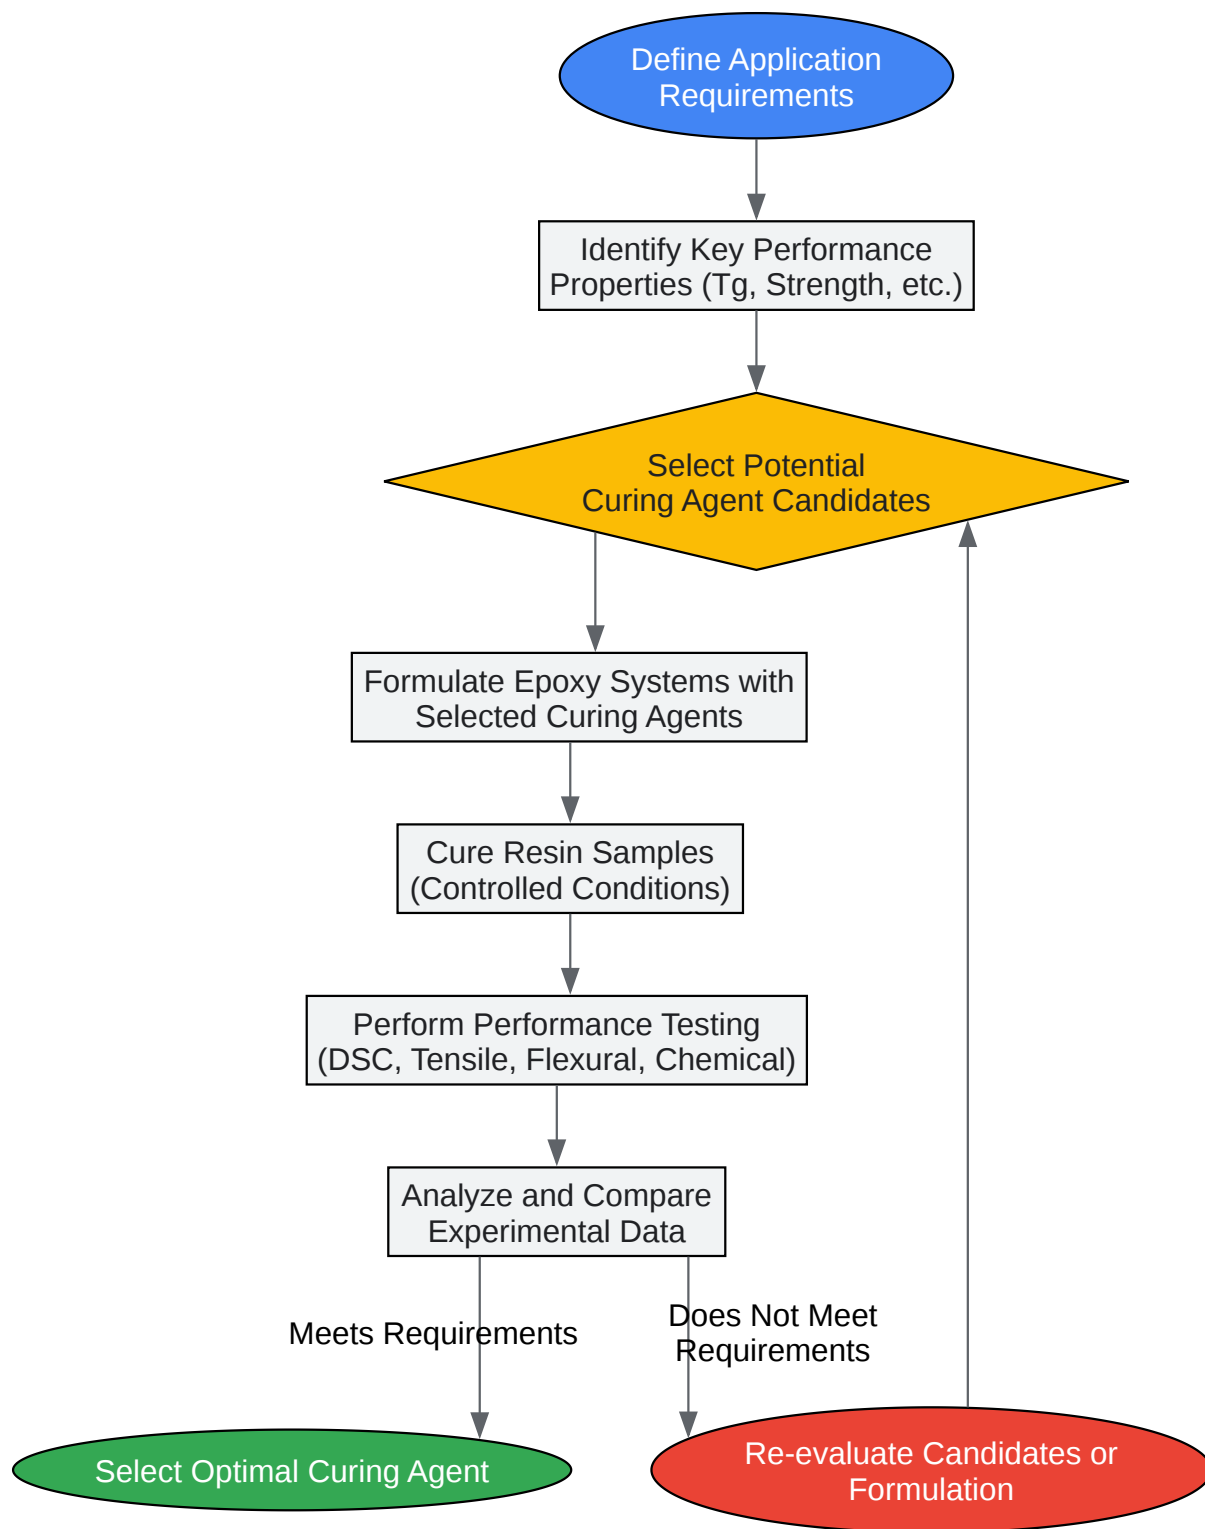 Define Application
Requirements
Identify Key Performance
Properties (Tg, Strength, etc.)
Select Potential
Curing Agent Candidates
Formulate Epoxy Systems with
Selected Curing Agents
Cure Resin Samples
(Controlled Conditions)
Perform Performance Testing
(DSC, Tensile, Flexural, Chemical)
Analyze and Compare
Experimental Data
Meets Requirements
Does Not Meet
Requirements
Select Optimal Curing Agent
Re-evaluate Candidates or
Formulation